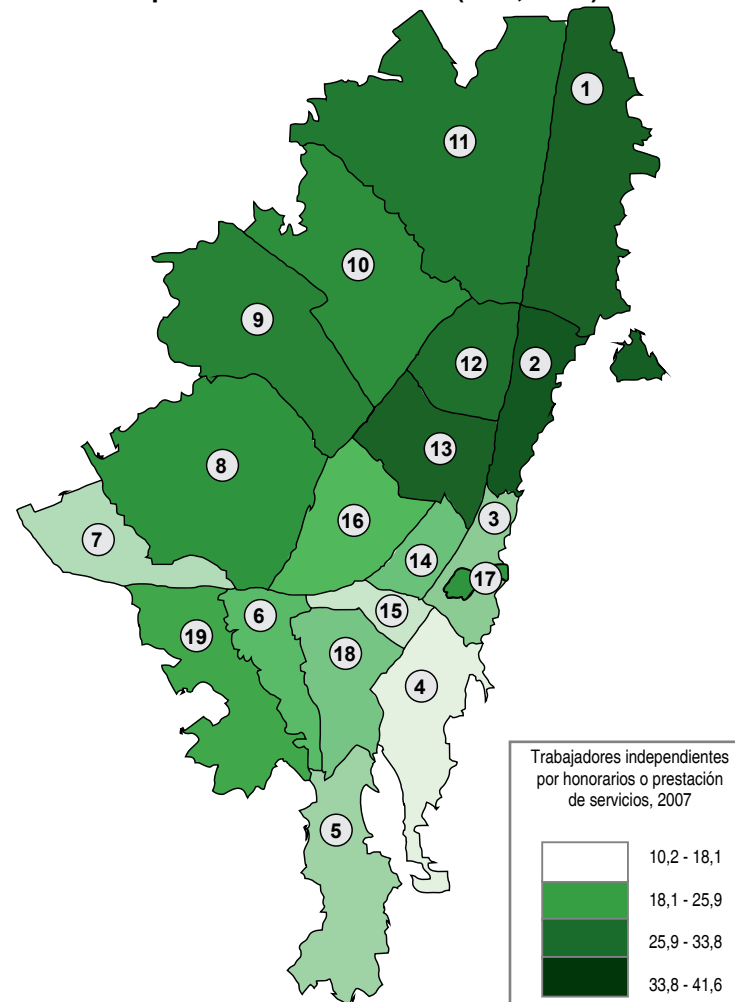 1
11
10
9
12
2
13
8
3
16
7
14
17
6
15
19
18
4
5
Trabajadores independientes
por honorarios o prestación
de servicios, 2007
10,2 - 18,1
18,1 - 25,9
25,9 - 33,8
33,8 - 41,6